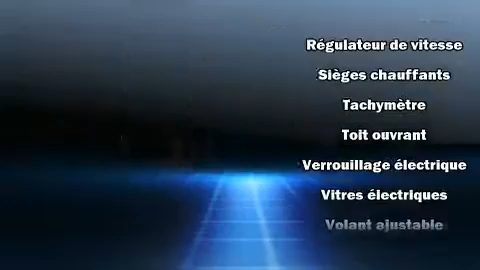 Régulateur de vitesse
Sièges chauffants
Tachymètre
Toit ouvrant
Verrouillage électrique
Vitres électriques
Volant ajustable